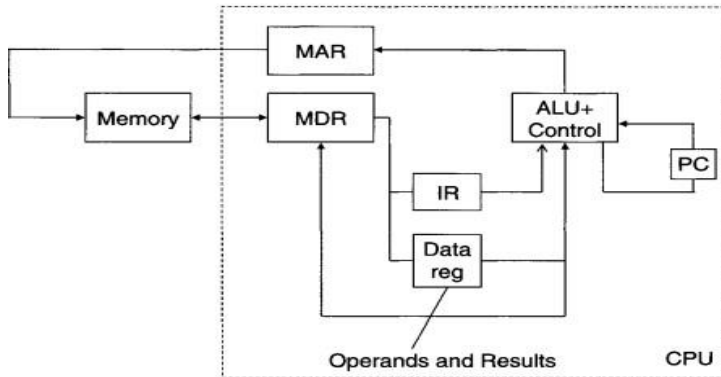 MAR
Memory
MDR
ALU+
Control
PC
IR
Data
reg
Operands and Results
CPU